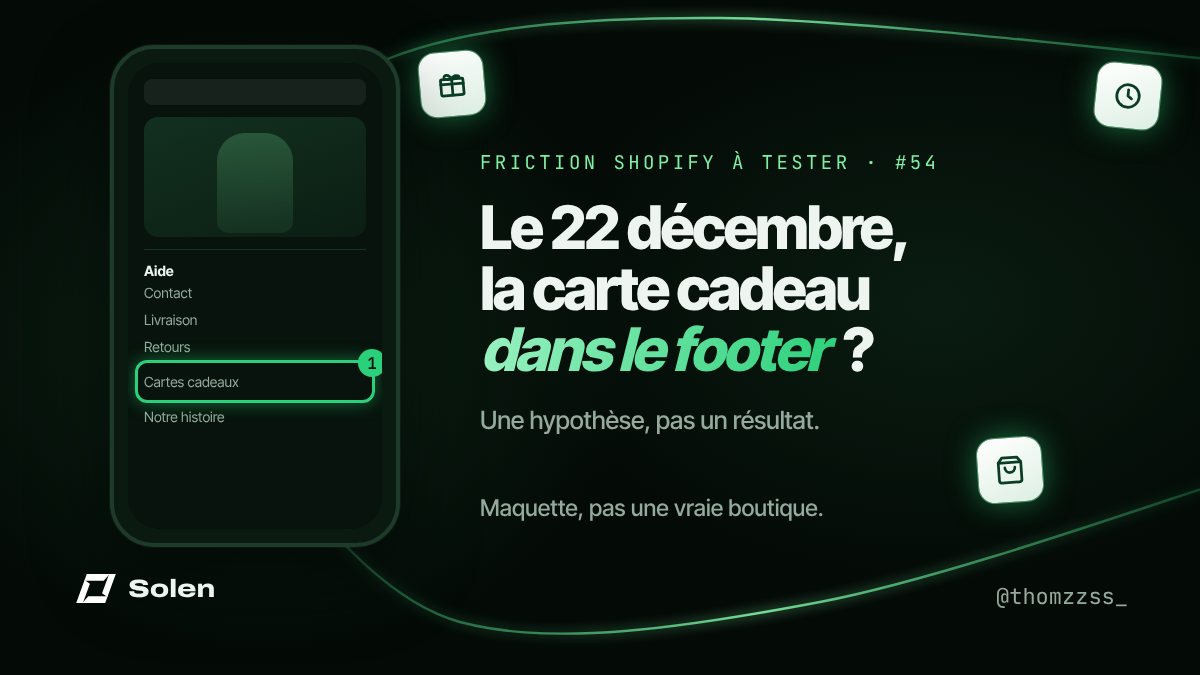 FRICTION SHOPIFY À TESTER · #54
Le 22 décembre,
la carte cadeau
dans le footer ?
Une hypothèse, pas un résultat.
Maquette, pas une vraie boutique.
Aide
Contact
Livraison
Retours
1
Cartes cadeaux
Notre histoire
Solen
@thomzzss_